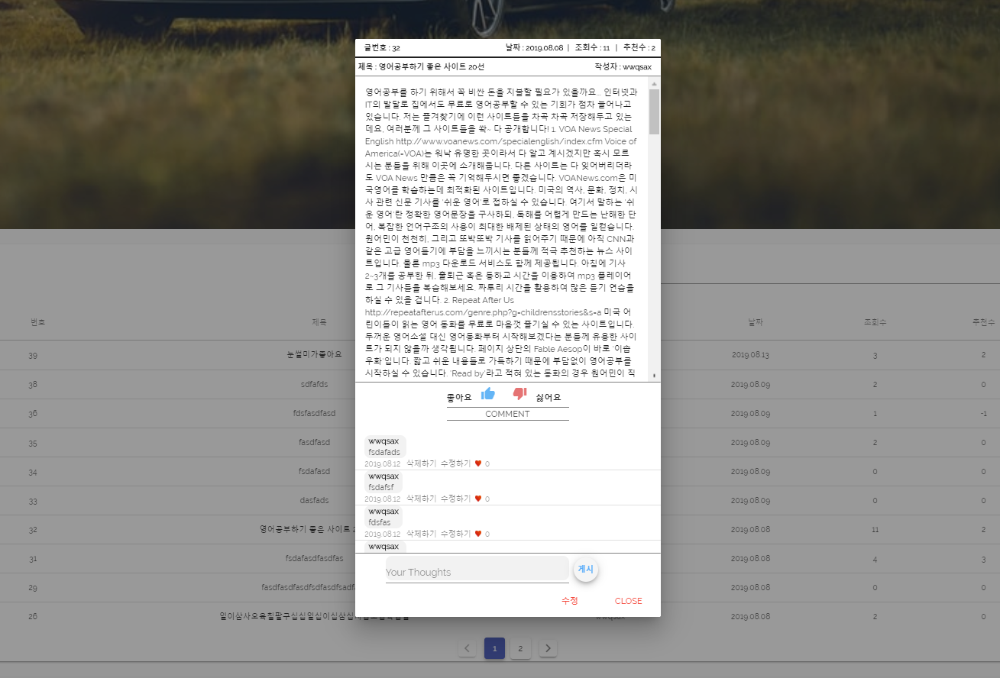 글번호 : 32 날짜 : 2019.08.08 | 조회수 : 11 | 추천수 : 2
제목 : 영어공부하기 좋은 사이트 20선 작성자 : wwqsax
영어공부를 하기 위해서 꼭 비싼 돈을 지불할 필요가 있을까요... 인터넷과
IT의 발달로 집에서도 무료로 영어공부할 수 있는 기회가 점차 늘어나고
있습니다. 저는 즐겨찾기에 이런 사이트들을 차곡 차곡 저장해두고 있는
데요, 여러분께 그 사이트들을 싹~ 다 공개합니다! 1. VOA News Special
English http://www.voanews.com/specialenglish/index.cfm Voice of
America(=VOA)는 워낙 유명한 곳이라서 다 알고 계시겠지만 혹시 모르
시는 분들을 위해 이곳에 소개해둡니다. 다른 사이트는 다 잊어버리더라
도 VOA News 만큼은 꼭 기억해두시면 좋겠습니다. VOANews.com은 미
국영어를 학습하는데 최적화된 사이트입니다. 미국의 역사, 문화, 정치, 시
사 관련 신문 기사를 '쉬운 영어'로 접하실 수 있습니다. 여기서 말하는 '쉬
운 영어'란 정확한 영어문장을 구사하되, 독해를 어렵게 만드는 난해한 단
어, 복잡한 언어구조의 사용이 최대한 배제된 상태의 영어를 일컫습니다.
원어민이 천천히, 그리고 또박또박 기사를 읽어주기 때문에 아직 CNN과
같은 고급 영어듣기에 부담을 느끼시는 분들께 적극 추천하는 뉴스 사이
트입니다. 물론 mp3 다운로드 서비스도 함께 제공됩니다. 아침에 기사
2~3개를 공부한 뒤, 출퇴근 혹은 등하교 시간을 이용하여 mp3 플레이어
로 그 기사들을 복습해보세요. 짜투리 시간을 활용하여 많은 듣기 연습을
하실 수 있을 겁니다. 2. Repeat After Us
http://repeatafterus.com/genre.php?g=childrensstories&s=a 미국 어
린이들이 읽는 영어 동화를 무료로 마음껏 즐기실 수 있는 사이트입니다.
두꺼운 영어소설 대신 영어동화부터 시작해보겠다는 분들께 유용한 사이
트가 되지 않을까 생각됩니다. 페이지 상단의 Fable Aesop이 바로 '이솝
우화'입니다. 짧고 쉬운 내용들로 가득하기 때문에 부담없이 영어공부를
시작하실 수 있습니다. 'Read by'라고 적혀 있는 동화의 경우 원어민이 직
좋아요 싫어요
COMMENT
wwqsax
fsdafads
2019.08.12 삭제하기 수정하기 0
wwqsax
fsdafsf
2019.08.12 삭제하기 수정하기 0
wwqsax
fdsfas
2019.08.12 삭제하기 수정하기 0
wwqsax
Your Thoughts 게시
수정 CLOSE
번호 제목 날짜 조회수 추천수
39 눈썰미가좋아요 2019.08.13 3 2
38 sdfafds 2019.08.09 2 0
36 fdsfasdfasd 2019.08.09 1 -1
35 fasdfasd 2019.08.09 2 0
34 fsdafasd 2019.08.09 0 0
33 dasfads 2019.08.09 0 0
32 영어공부하기 좋은 사이트 2 2019.08.08 11 2
31 fsdafasdfasdfas 2019.08.08 4 3
29 fasdfasdfasdfsdfasdfsadfa 2019.08.08 0 0
26 일이삼사오육칠팔구십십일십이십삼십 2019.08.08 2 0
1 2